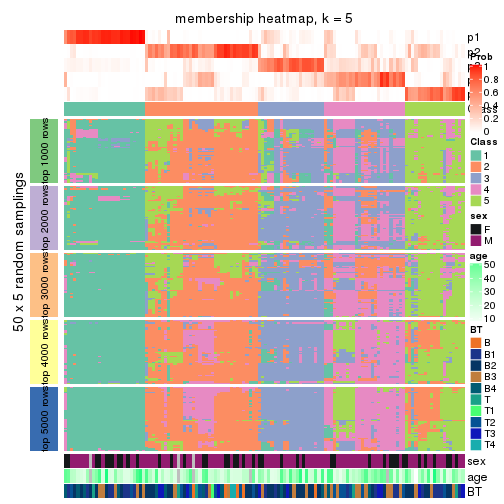 membership heatmap, k = 5
p1
p2
Prob
1
0.8
0.6
0.4
0.2
0
Class
1
2
3
4
5
sex
F
M
age
50
40
30
20
10
BT
B
B1
B2
B3
B4
T
T1
T2
T3
T4
50 x 5 random samplings
top 1000 rows
top 2000 rows
top 3000 rows
top 4000 rows
top 5000 rows
sex
age
BT